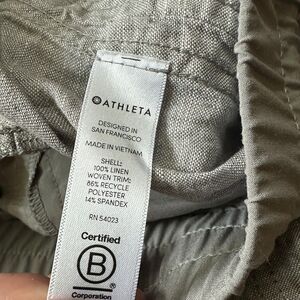 ATHLETA
DESIGNED IN
SAN FRANCISCO
MADE IN VIETNAM
SHELL:
100% LINEN
WOVEN TRIM:
86% RECYCLE
POLYESTER
14% SPANDEX
RN 54023
Certified
B
Corporation